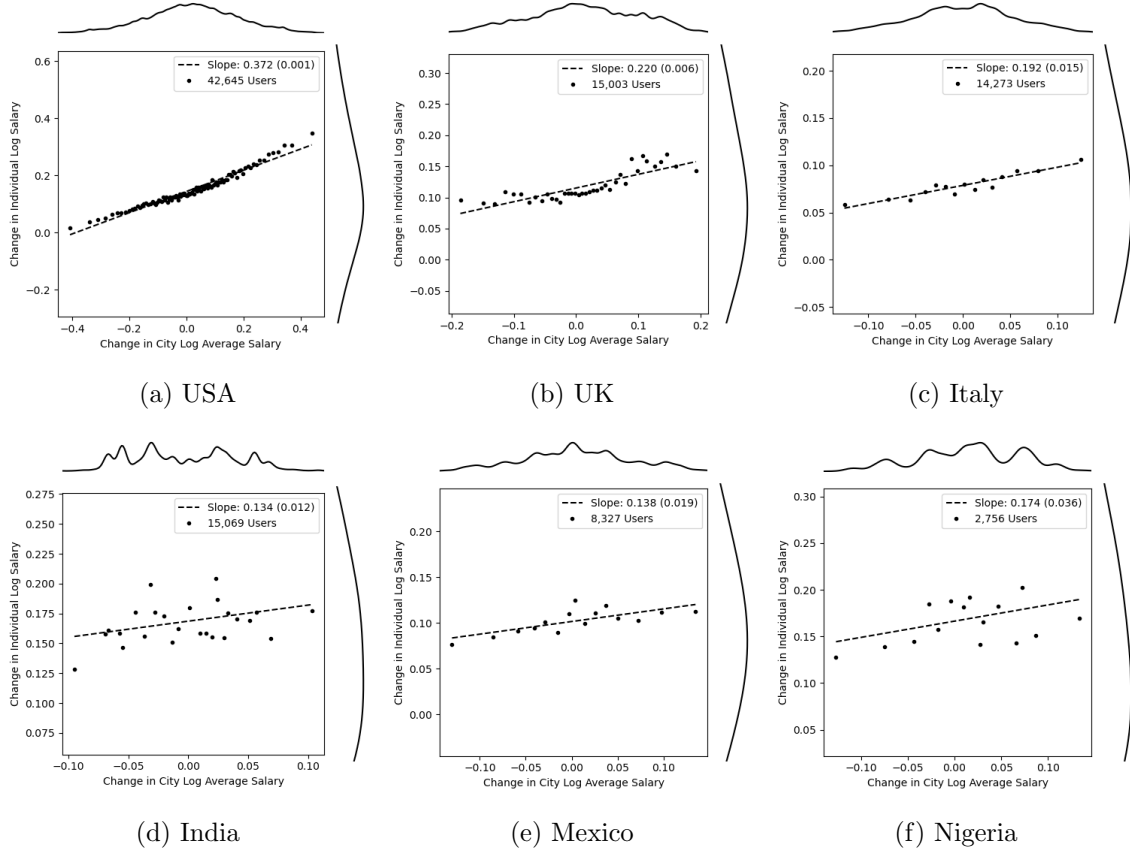 0.6
0.4
0.2
0.0
−0.2
−0.4
−0.2
0.0
0.2
0.4
Change in Individual Log Salary
Change in City Log Average Salary
Slope: 0.372 (0.001)
42,645 Users
(a) USA
0.30
0.25
0.20
0.15
0.10
0.05
0.00
−0.05
−0.2
−0.1
0.0
0.1
0.2
Change in Individual Log Salary
Change in City Log Average Salary
Slope: 0.220 (0.006)
15,003 Users
(b) UK
0.20
0.15
0.10
0.05
0.00
−0.05
−0.10
−0.05
0.00
0.05
0.10
Change in Individual Log Salary
Change in City Log Average Salary
Slope: 0.192 (0.015)
14,273 Users
(c) Italy
0.275
0.250
0.225
0.200
0.175
0.150
0.125
0.100
0.075
−0.10
−0.05
0.00
0.05
0.10
Change in Individual Log Salary
Change in City Log Average Salary
Slope: 0.134 (0.012)
15,069 Users
(d) India
0.20
0.15
0.10
0.05
0.00
−0.10
−0.05
0.00
0.05
0.10
Change in Individual Log Salary
Change in City Log Average Salary
Slope: 0.138 (0.019)
8,327 Users
(e) Mexico
0.30
0.25
0.20
0.15
0.10
0.05
−0.10
−0.05
0.00
0.05
0.10
Change in Individual Log Salary
Change in City Log Average Salary
Slope: 0.174 (0.036)
2,756 Users
(f) Nigeria